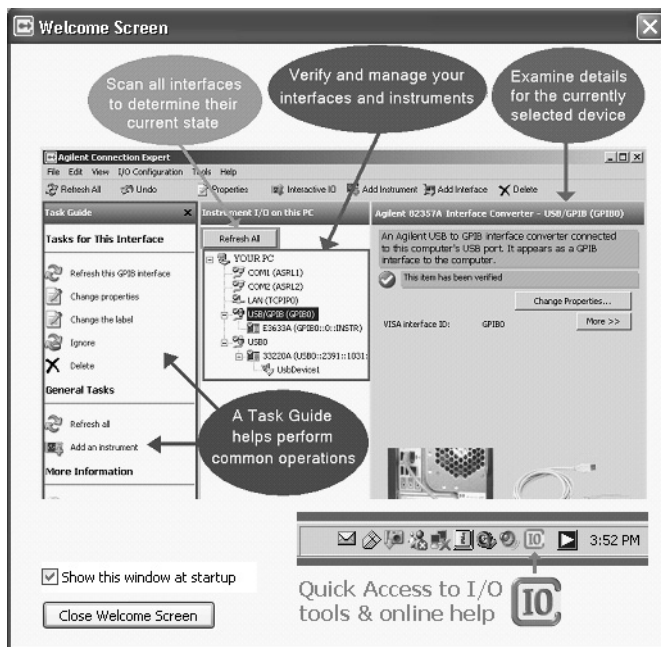 Welcome Screen
Scan all interfaces
to determine their
current state
Verify and manage your
interfaces and instruments
Examine details
for the currently
selected device
Agilent Connection Expert
File Edit View I/O Configuration Tools Help
Refresh All Undo Properties Interactive IO Add Instrument Add Interface Delete
Task Guide
Instrument I/O on this PC
Agilent 82357A Interface Converter - USB/GPIB (GPIB0)
Tasks for This Interface
Refresh this GPIB interface
Change properties
Change the label
Ignore
Delete
General Tasks
Refresh all
Add an instrument
More Information
Refresh All
YOUR PC
COM1 (ASRL1)
COM2 (ASRL2)
LAN (TCPIP0)
USB/GPIB (GPIB0)
E3633A (GPIB0::0::INSTR)
USB0
33220A (USB0::2391::1031:
UsbDevice1
An Agilent USB to GPIB interface converter connected
to this computer's USB port. It appears as a GPIB
interface to the computer.
This item has been verified
Change Properties...
VISA interface ID: GPIB0
More >>
A Task Guide
helps perform
common operations
IO 3:52 PM
Show this window at startup
Quick Access to I/O
tools & online help
IO
Close Welcome Screen